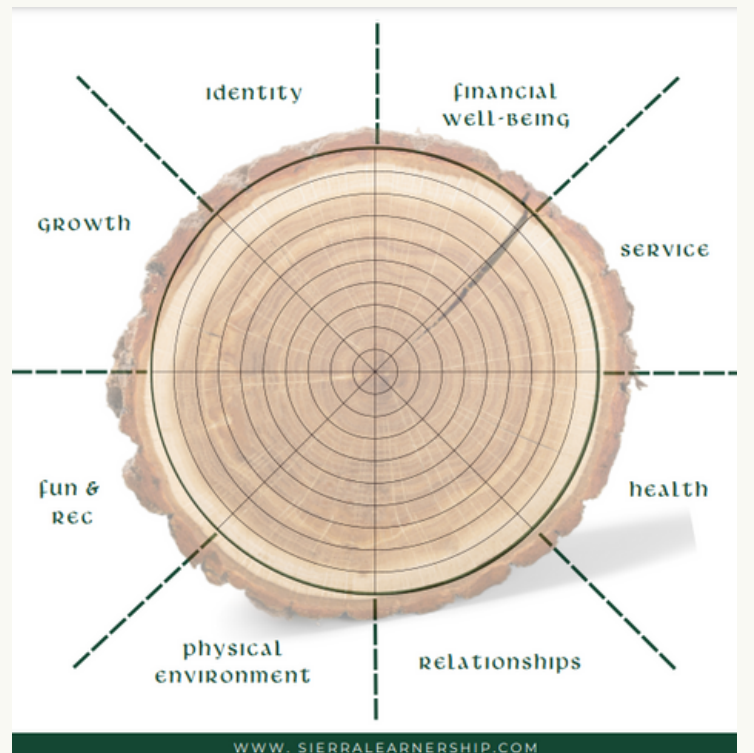 identity
financial
well-being
growth
service
fun &
rec
health
physical
environment
relationships
WWW. SIERRALEARNERSHIP.COM